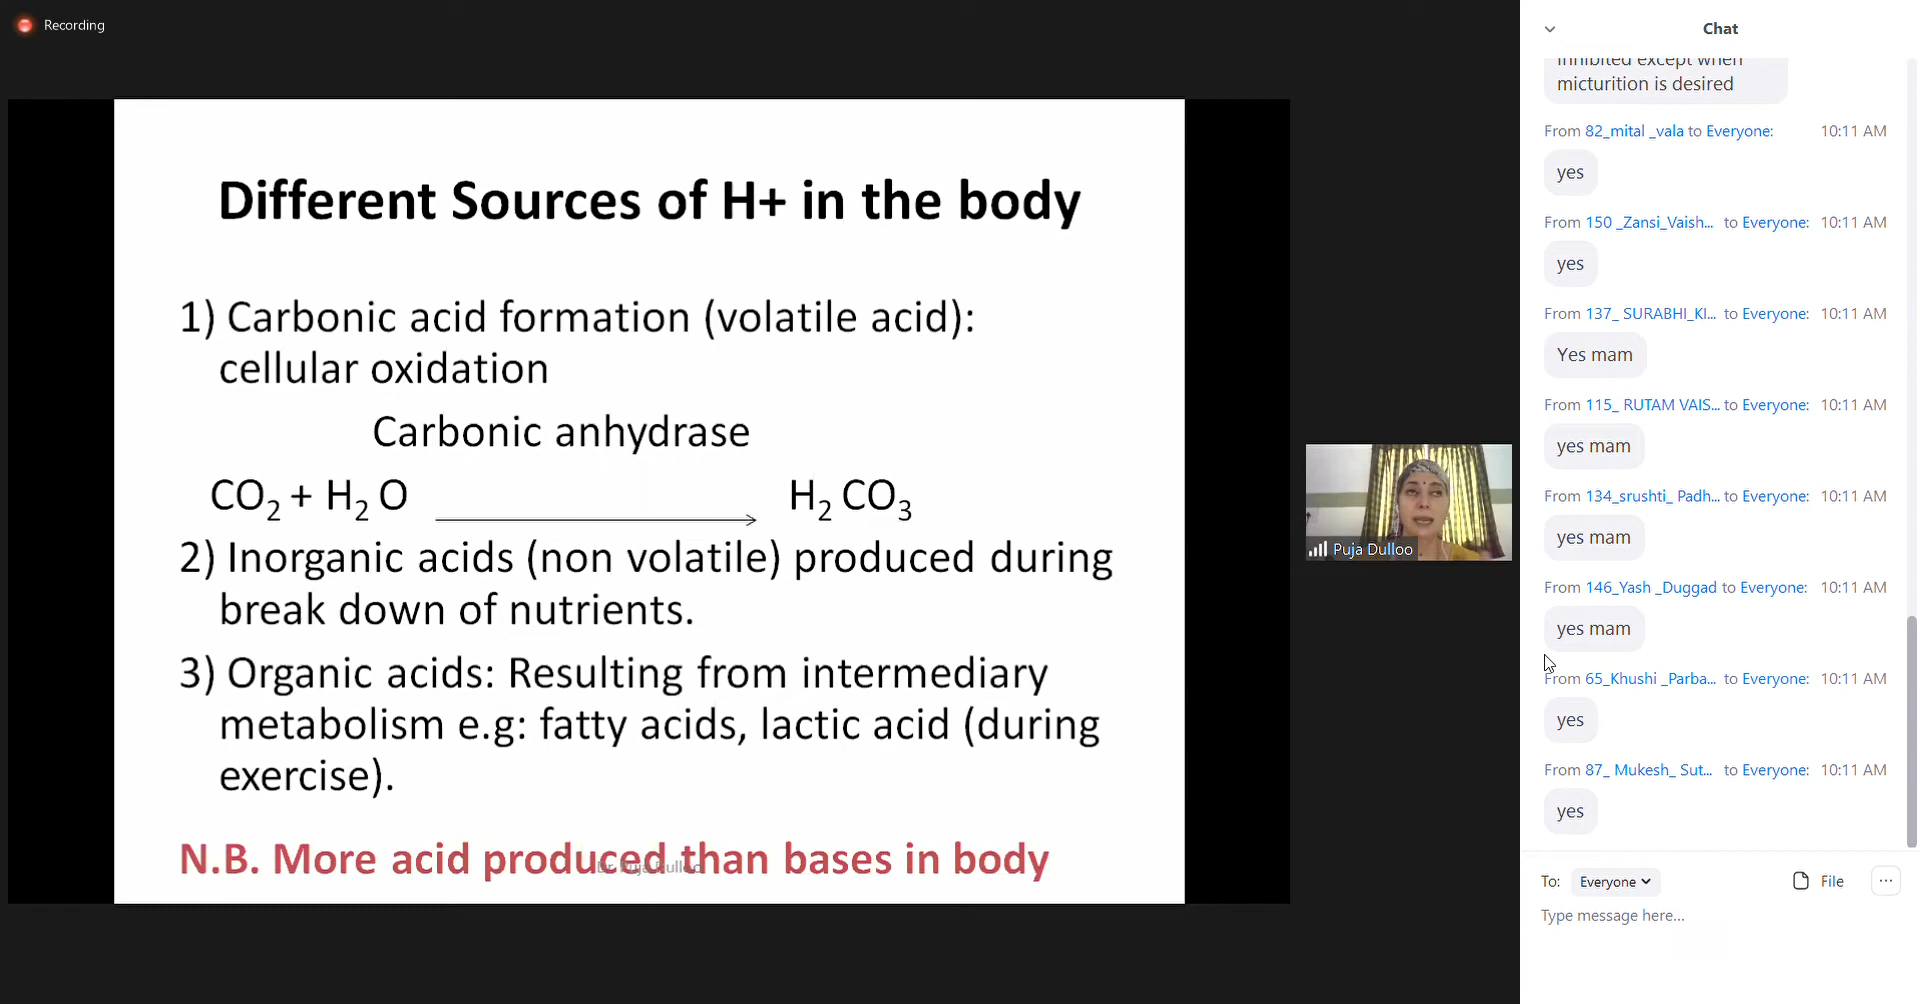 Recording
Different Sources of H+ in the body
1) Carbonic acid formation (volatile acid):
cellular oxidation
Carbonic anhydrase
CO2 + H2 O H2 CO3
2) Inorganic acids (non volatile) produced during
break down of nutrients.
3) Organic acids: Resulting from intermediary
metabolism e.g: fatty acids, lactic acid (during
exercise).
N.B. More acid produced than bases in body
Dr. Puja Dulloo
Puja Dulloo
Chat
inhibited except when
micturition is desired
From 82_mital _vala to Everyone: 10:11 AM
yes
From 150 _Zansi_Vaish... to Everyone: 10:11 AM
yes
From 137_ SURABHI_KI... to Everyone: 10:11 AM
Yes mam
From 115_ RUTAM VAIS... to Everyone: 10:11 AM
yes mam
From 134_srushti_ Padh... to Everyone: 10:11 AM
yes mam
From 146_Yash _Duggad to Everyone: 10:11 AM
yes mam
From 65_Khushi _Parba... to Everyone: 10:11 AM
yes
From 87_ Mukesh_ Sut... to Everyone: 10:11 AM
yes
To: Everyone File ...
Type message here...